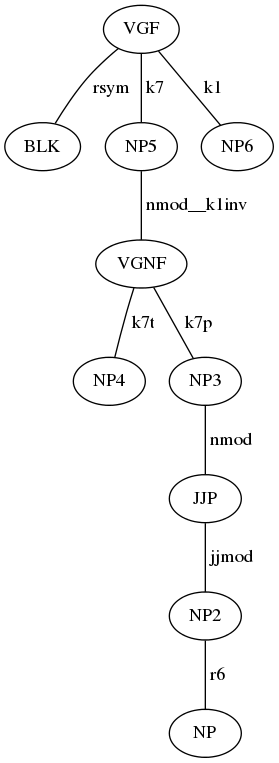 VGF
rsym k7 k1
BLK NP5 NP6
nmod__k1inv
VGNF
k7t k7p
NP4 NP3
nmod
JJP
jjmod
NP2
r6
NP